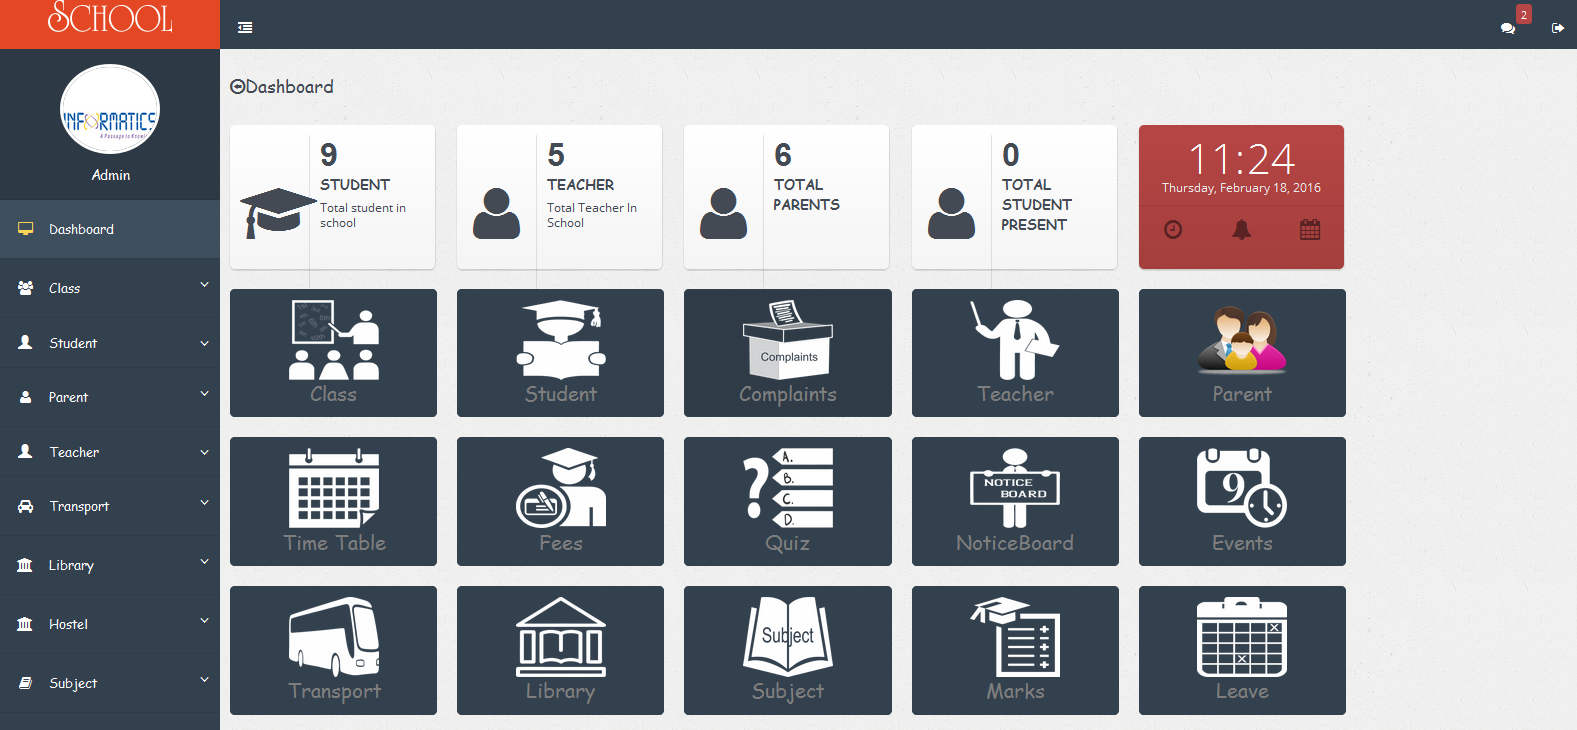 SCHOOL
2
INFORMATICS
A Passage to Knowl
Admin
Dashboard
Class
Student
Parent
Teacher
Transport
Library
Hostel
Subject
Dashboard
9
STUDENT
Total student in
school
5
TEACHER
Total Teacher In
School
6
TOTAL
PARENTS
0
TOTAL
STUDENT
PRESENT
11:24
Thursday, February 18, 2016
Class
Complaints
Student
Complaints
Teacher
Parent
A.
B.
C.
D.
NOTICE
BOARD
9
Time Table
Fees
Quiz
NoticeBoard
Events
Subject
Transport
Library
Subject
Marks
Leave